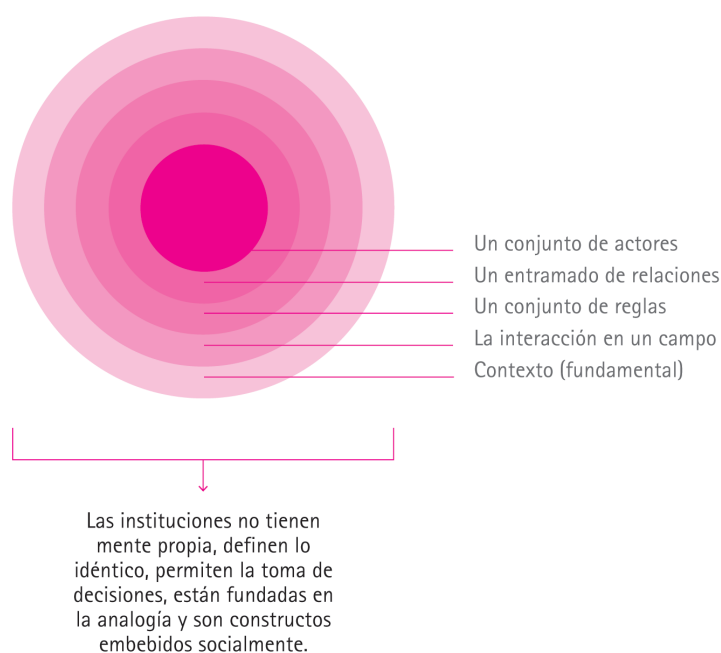 Un conjunto de actores
Un entramado de relaciones
Un conjunto de reglas
La interacción en un campo
Contexto (fundamental)
Las instituciones no tienen
mente propia, definen lo
idéntico, permiten la toma de
decisiones, están fundadas en
la analogía y son constructos
embebidos socialmente.